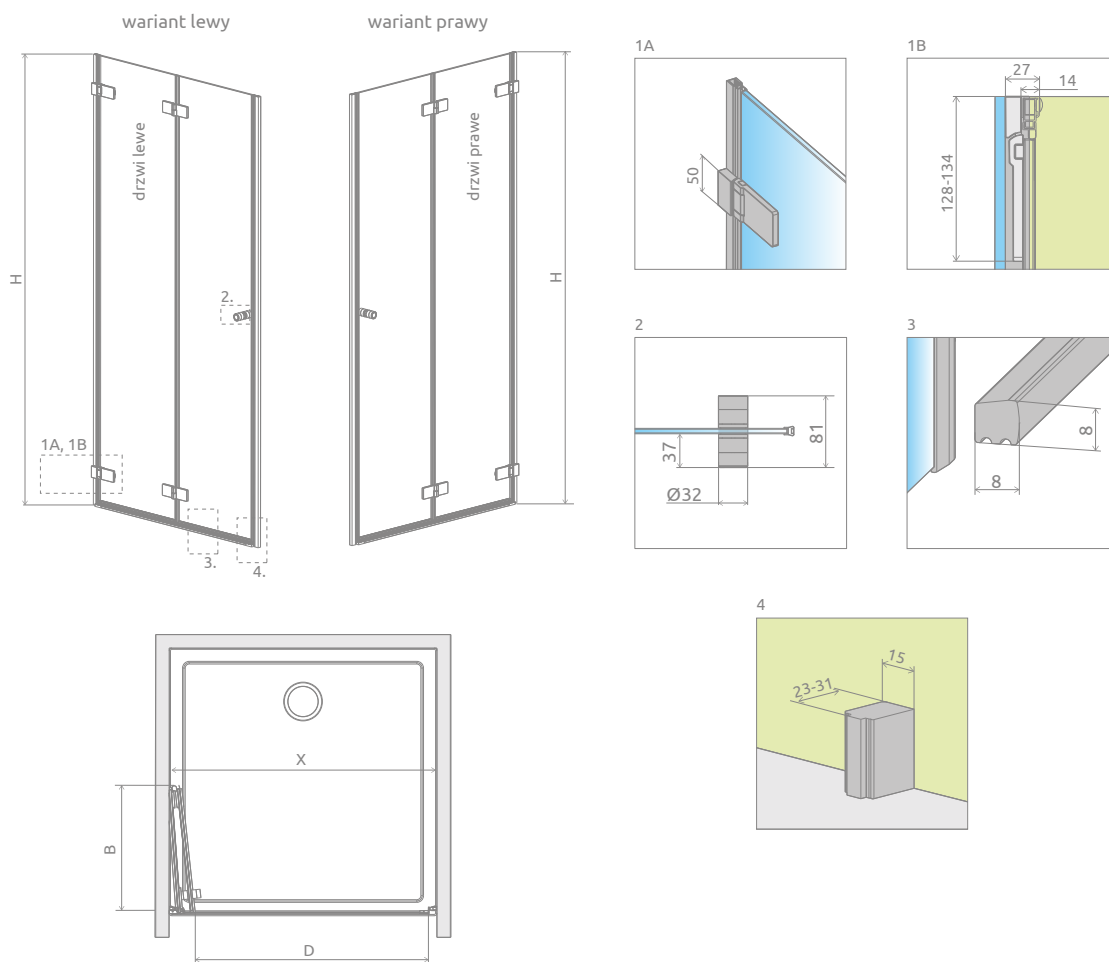 wariant lewy
wariant prawy
H
drzwi lewe
2.
1A, 1B
3.
4.
drzwi prawe
H
1A
50
1B
27
14
128-134
2
37
81
Ø32
3
8
8
X
B
D
4
15
23-31